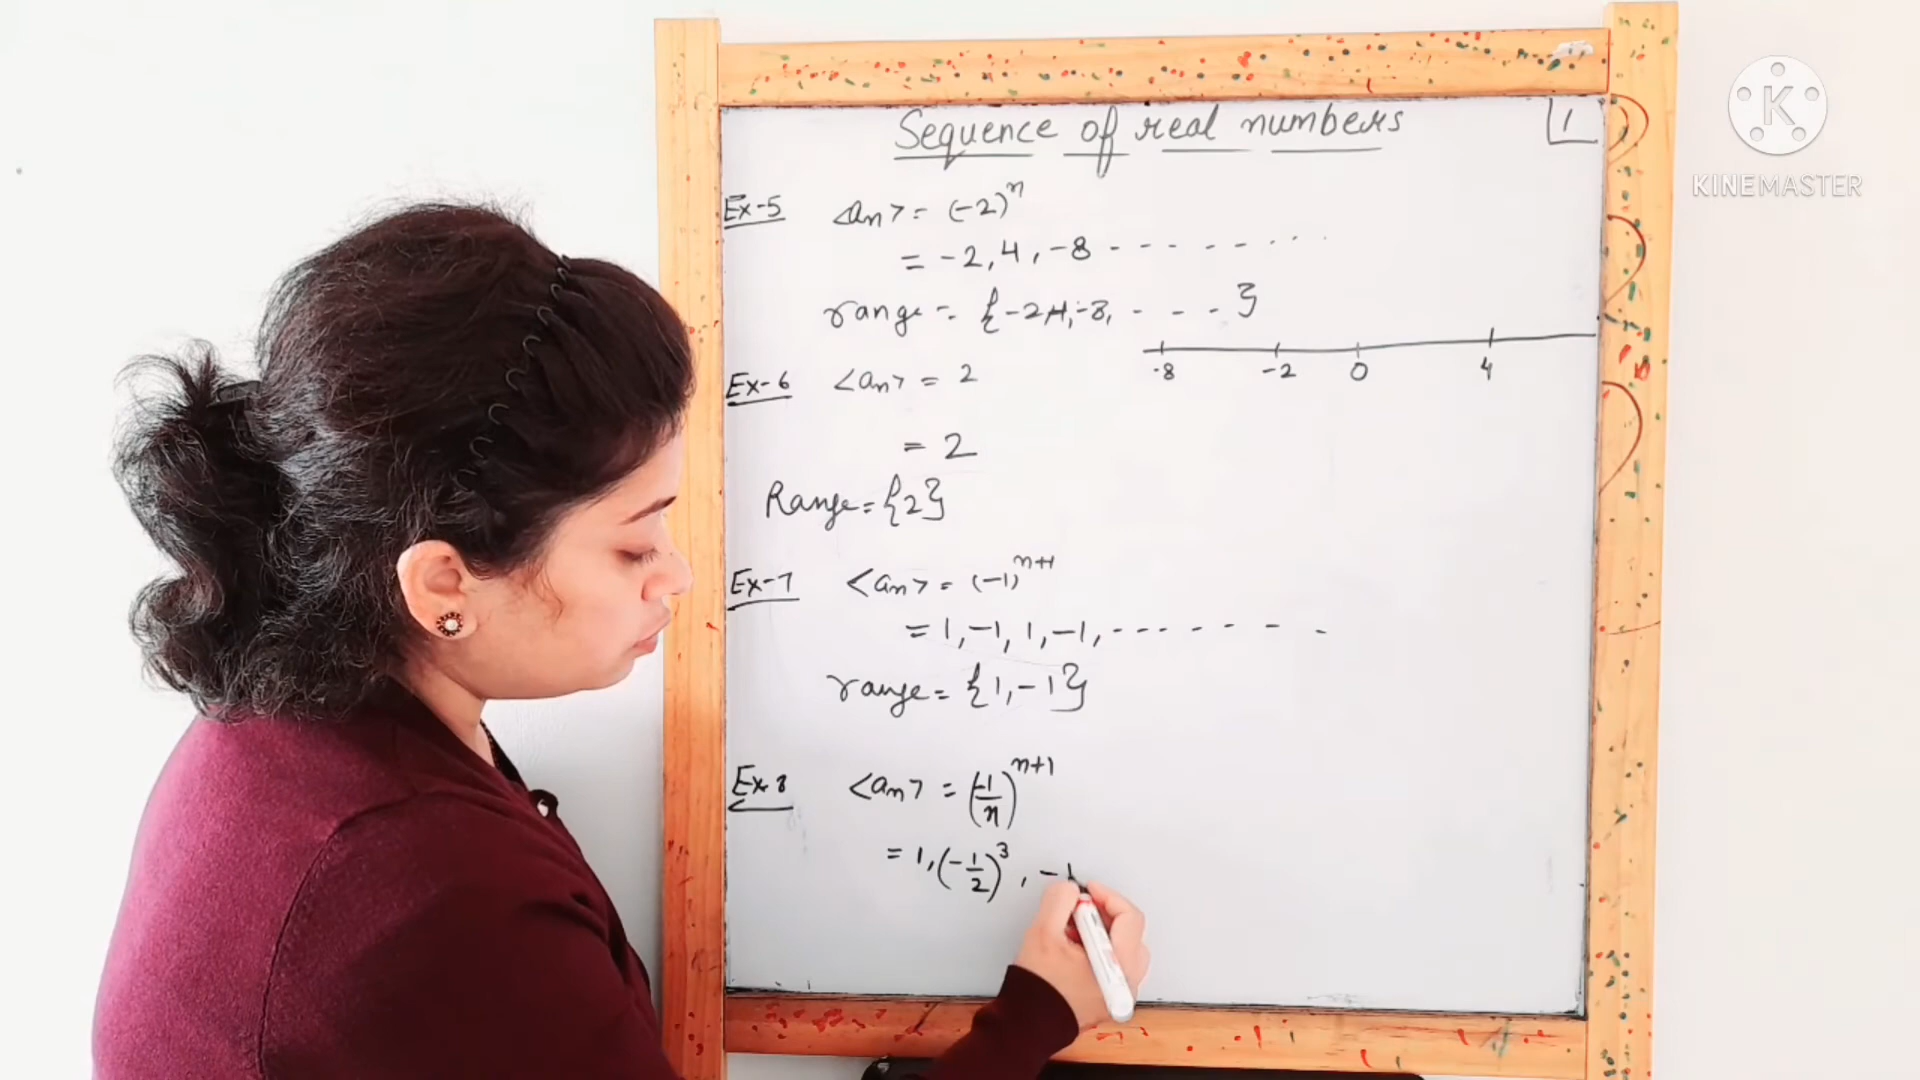 Sequence of real numbers
1
KINEMASTER
Ex-5 <an> = (-2)^n
= -2, 4, -8 - - - - - - . . .
range = {-2,4,-8, - - - - }
-8 -2 0 4
Ex-6 <an> = 2
= 2
Range = {2}
Ex-7 <an> = (-1)^n+1
= 1, -1, 1, -1, - - - - - - - -
range = {1, -1}
Ex-8 <an> = (-1/n)^n+1
= 1, (-1/2)^3, -1